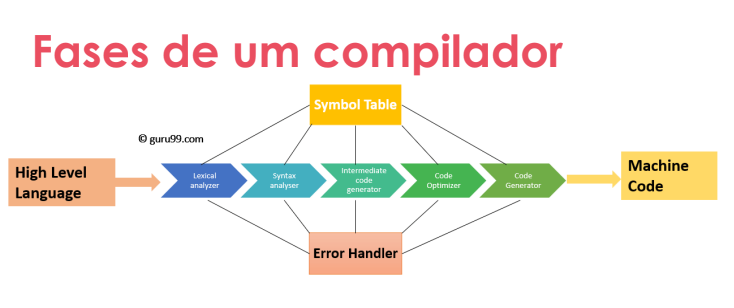 Fases de um compilador
Symbol Table
© guru99.com
High Level
Language
Lexical
analyzer
Syntax
analyser
Intermediate
code
generator
Code
Optimizer
Code
Generator
Machine
Code
Error Handler